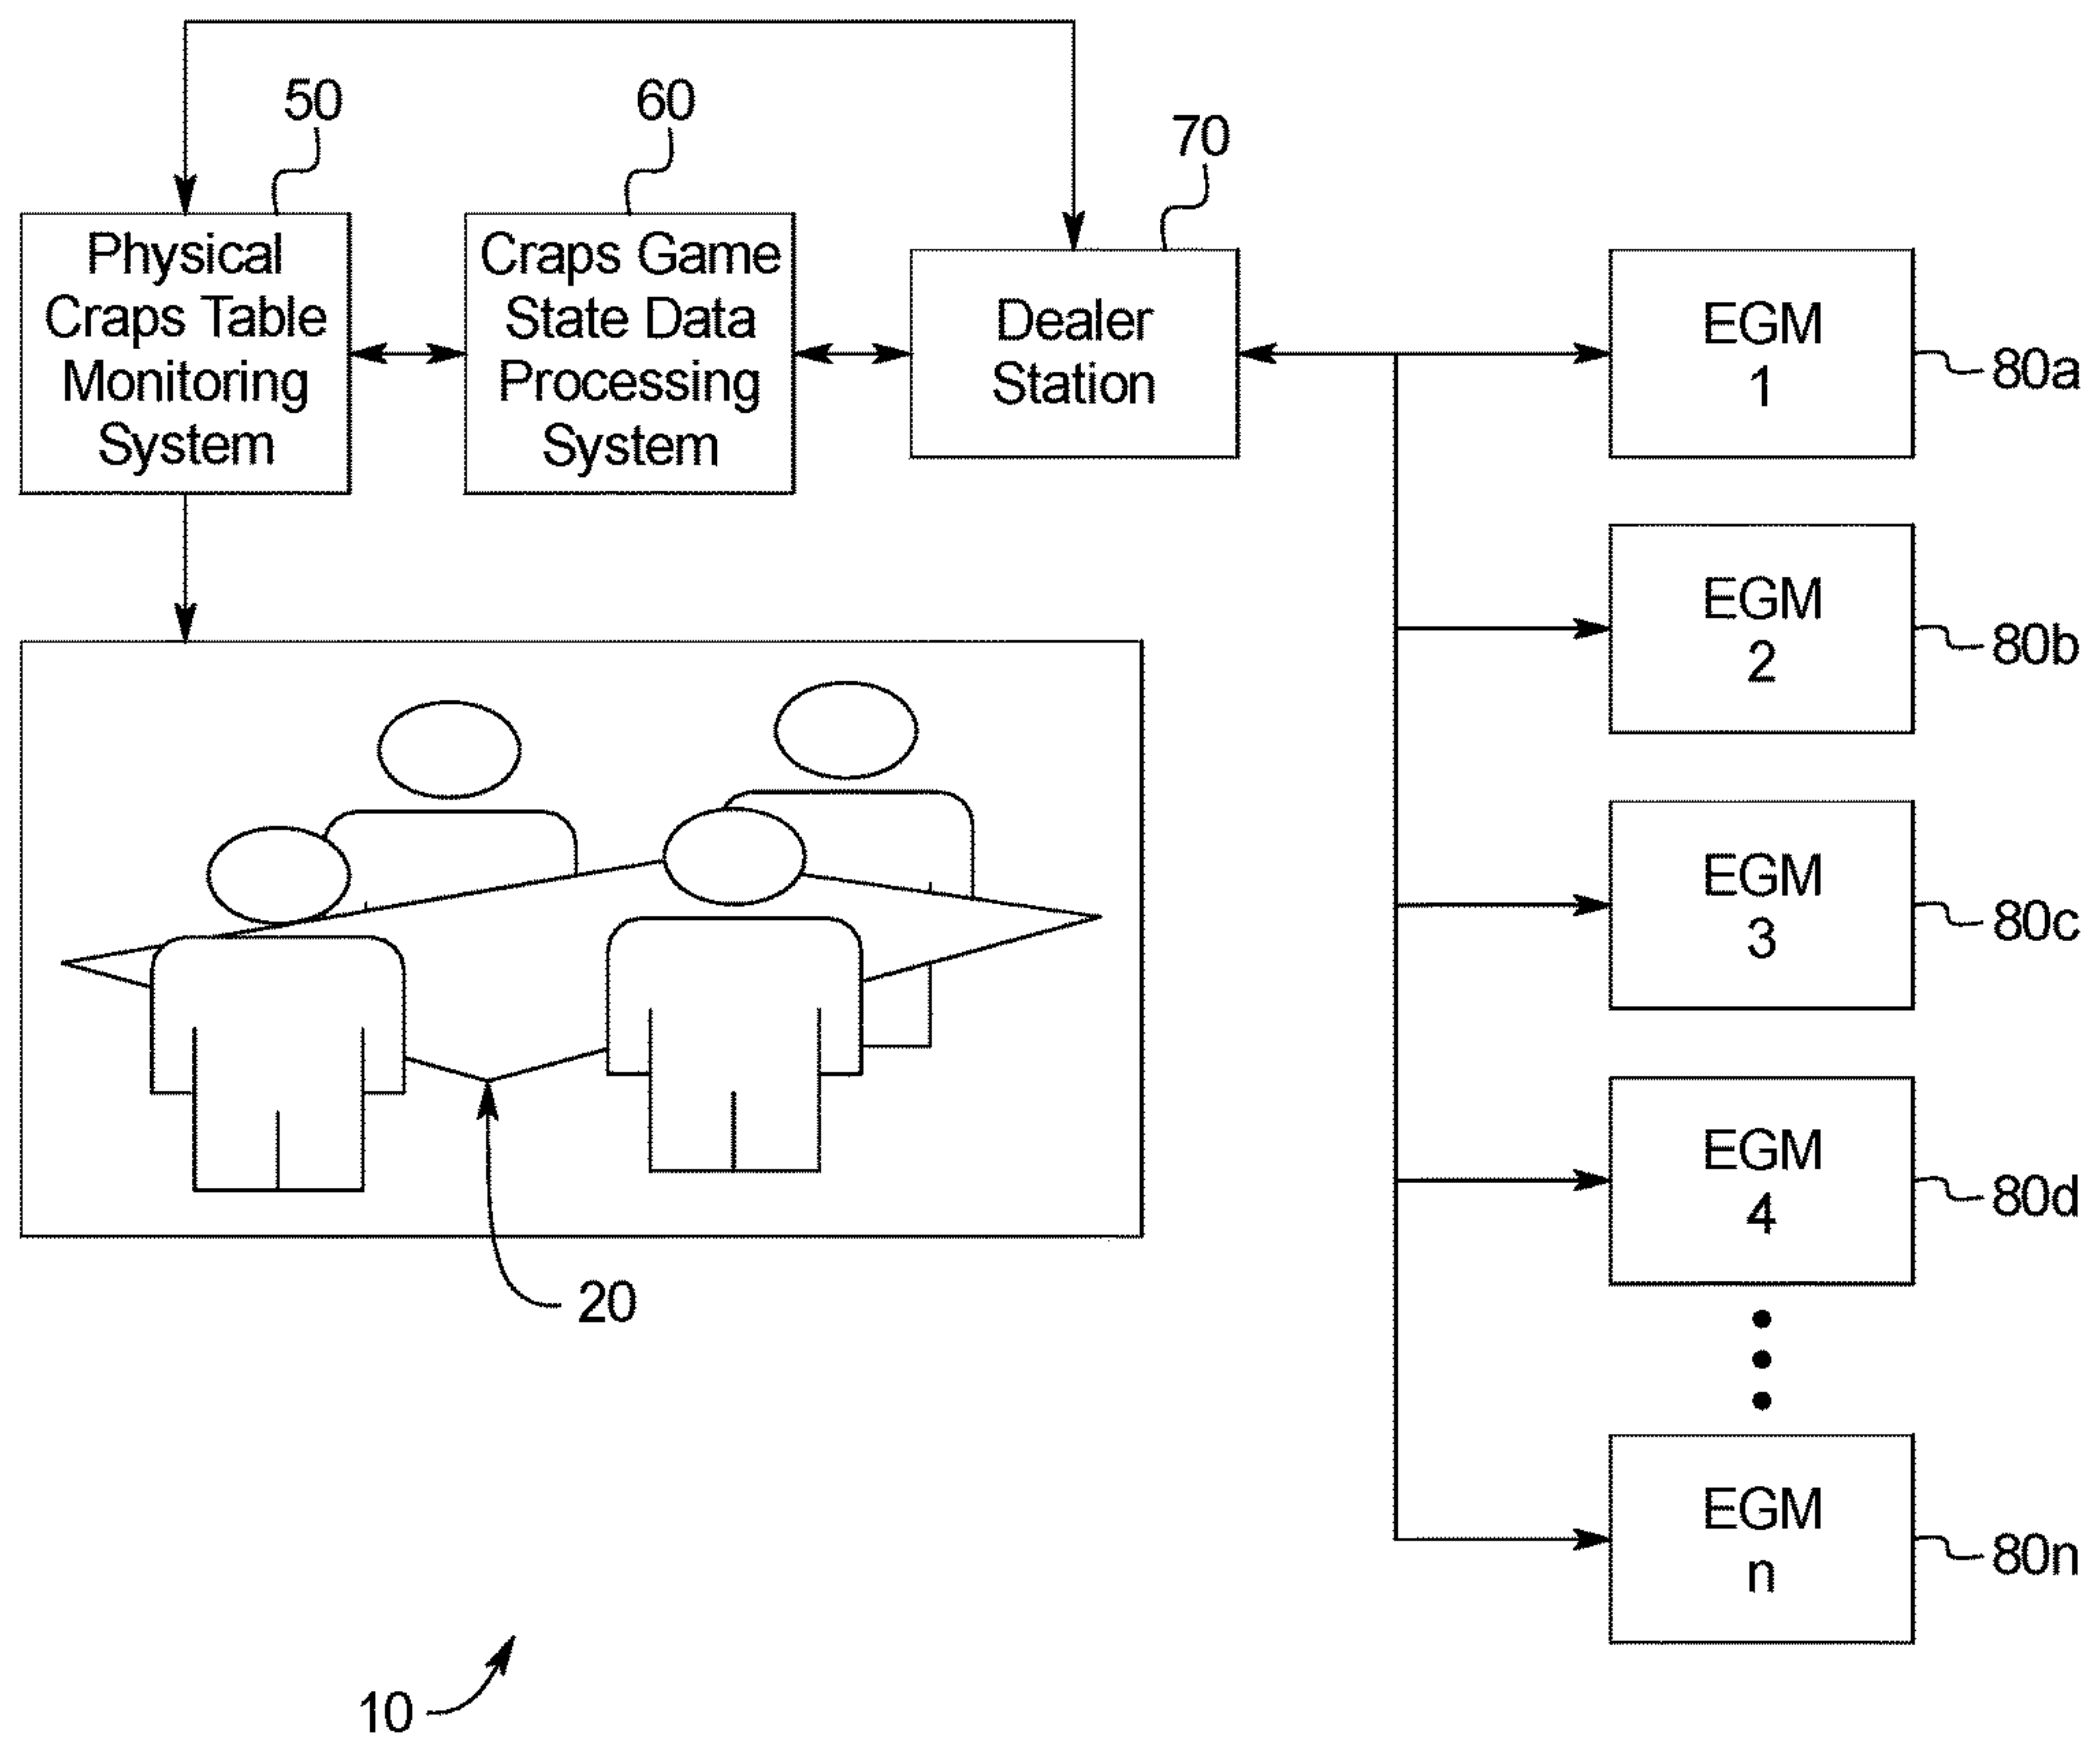 50
60
70
Physical
Craps Table
Monitoring
System
Craps Game
State Data
Processing
System
Dealer
Station
EGM
1
80a
EGM
2
80b
EGM
3
80c
EGM
4
80d
EGM
n
80n
20
10